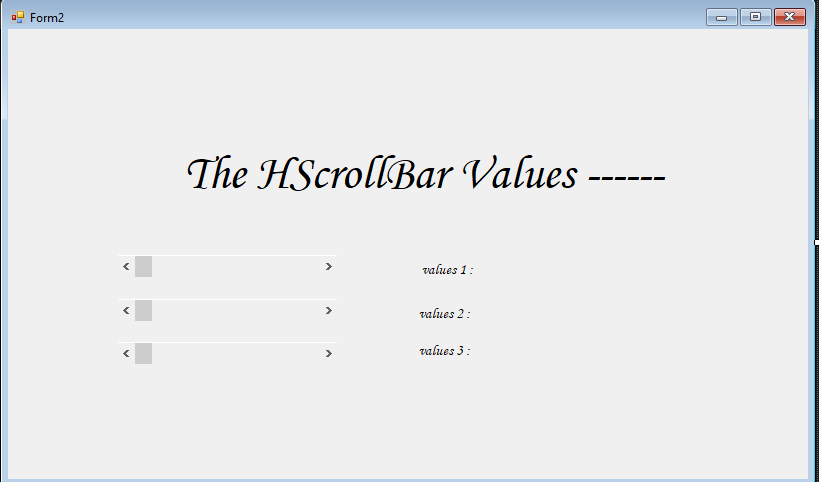 Form2
The HScrollBar Values ------
values 1 :
values 2 :
values 3 :